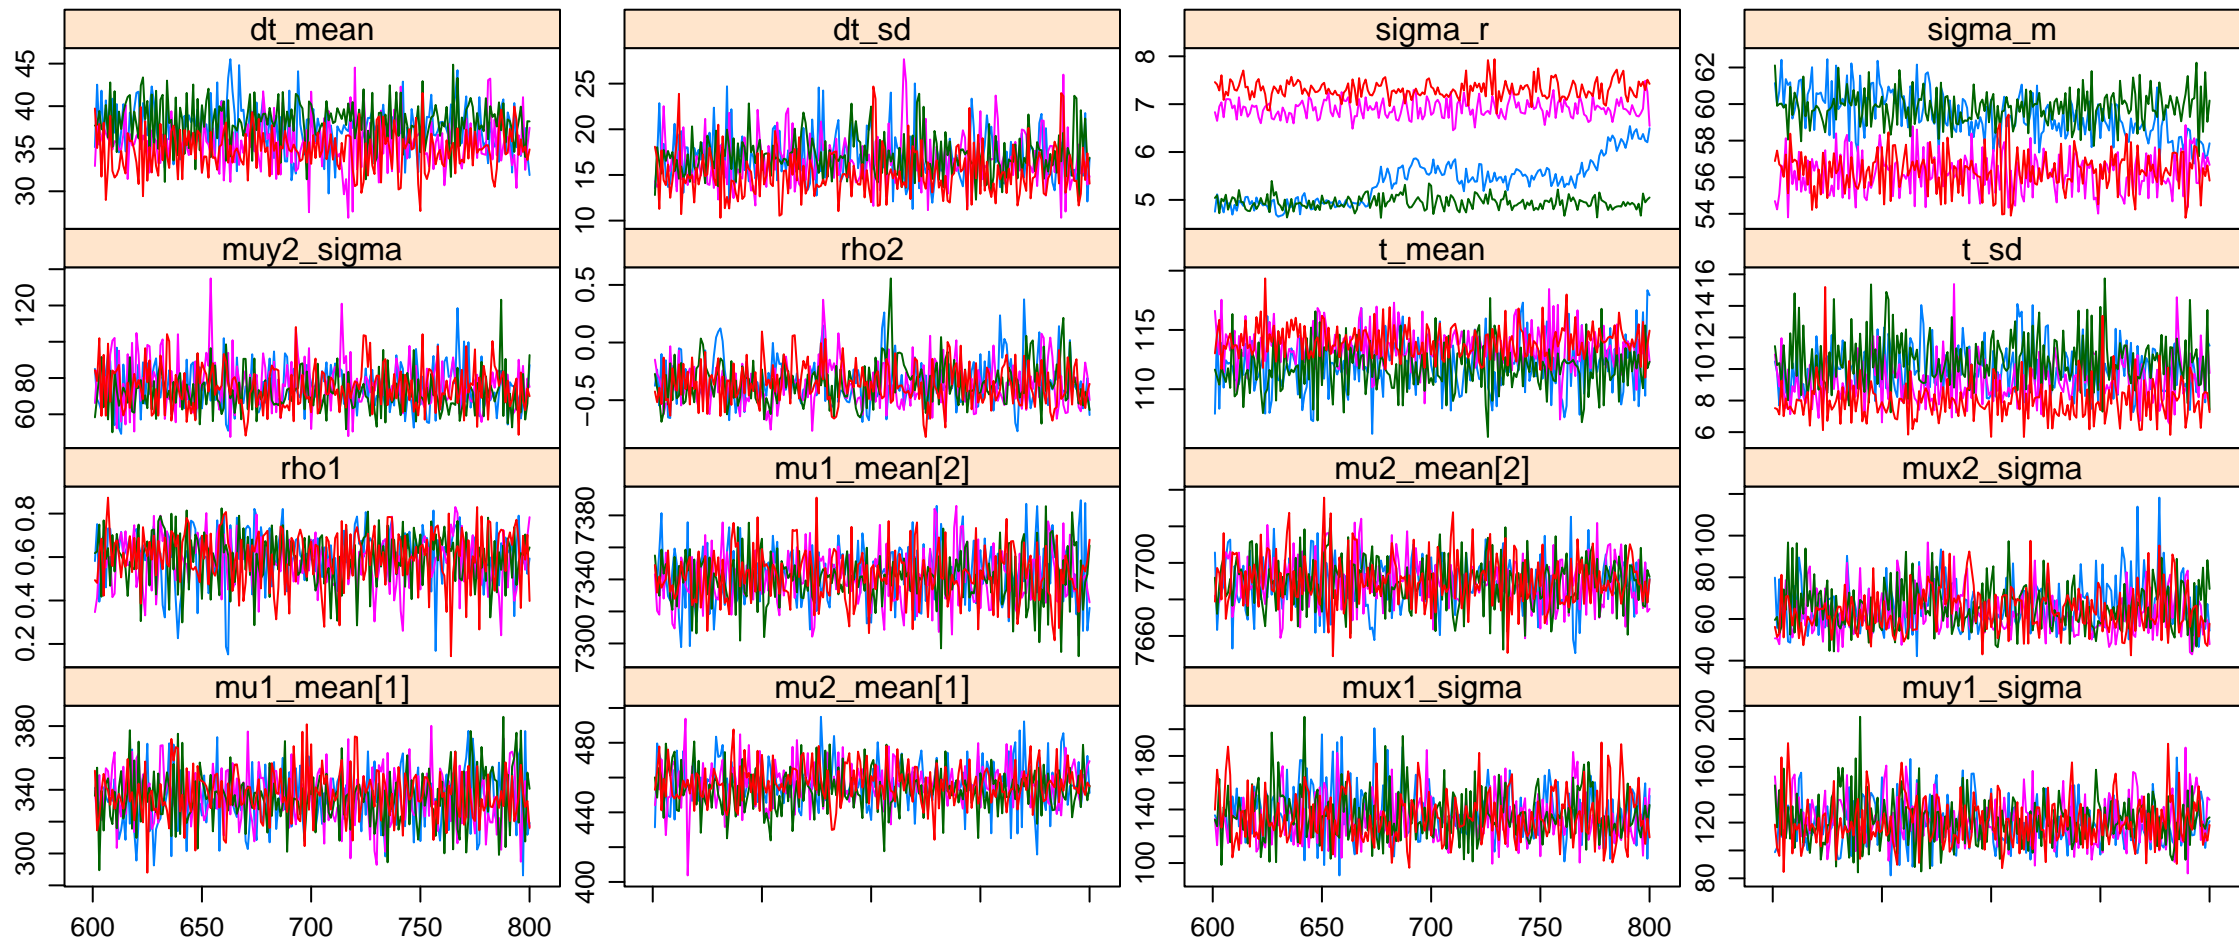 dt_mean dt_sd sigma_r sigma_m
30 35 40 45
10 15 20 25
5 6 7 8
54 56 58 60 62
muy2_sigma rho2 t_mean t_sd
60 80 120
−0.5 0.0 0.5
110 115
6 8 10 12 14 16
rho1 mu1_mean[2] mu2_mean[2] mux2_sigma
0.2 0.4 0.6 0.8
7300 7340 7380
7660 7700
40 60 80 100
mu1_mean[1] mu2_mean[1] mux1_sigma muy1_sigma
300 340 380
400 440 480
100 140 180
80 120 160 200
600 650 700 750 800 600 650 700 750 800